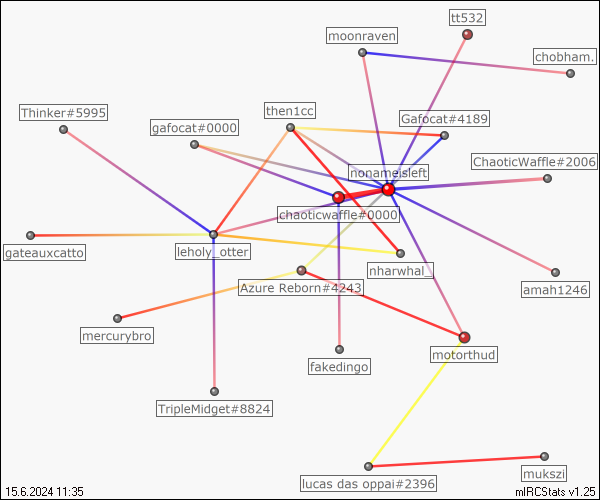 tt532
moonraven
chobham.
Thinker#5995
then1cc
gafocat#0000
Gafocat#4189
ChaoticWaffle#2006
nonameisleft
chaoticwaffle#0000
gateauxcatto
leholy_otter
nharwhal_
Azure Reborn#4243
amah1246
mercurybro
motorthud
fakedingo
TripleMidget#8824
mukszi
lucas das oppai#2396
15.6.2024 11:35
mIRCStats v1.25